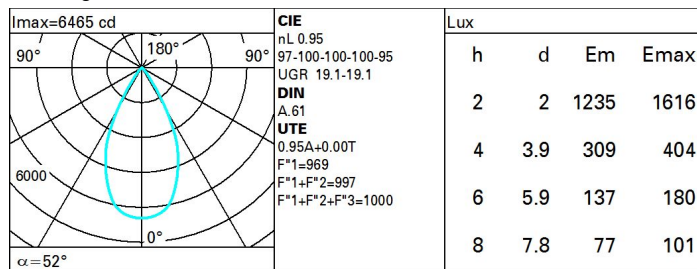 Imax=6465 cd
90° 180° 90°
6000
0°
α=52°
CIE
nL 0.95
97-100-100-100-95
UGR 19.1-19.1
DIN
A.61
UTE
0.95A+0.00T
F"1=969
F"1+F"2=997
F"1+F"2+F"3=1000
Lux
h d Em Emax
2 2 1235 1616
4 3.9 309 404
6 5.9 137 180
8 7.8 77 101